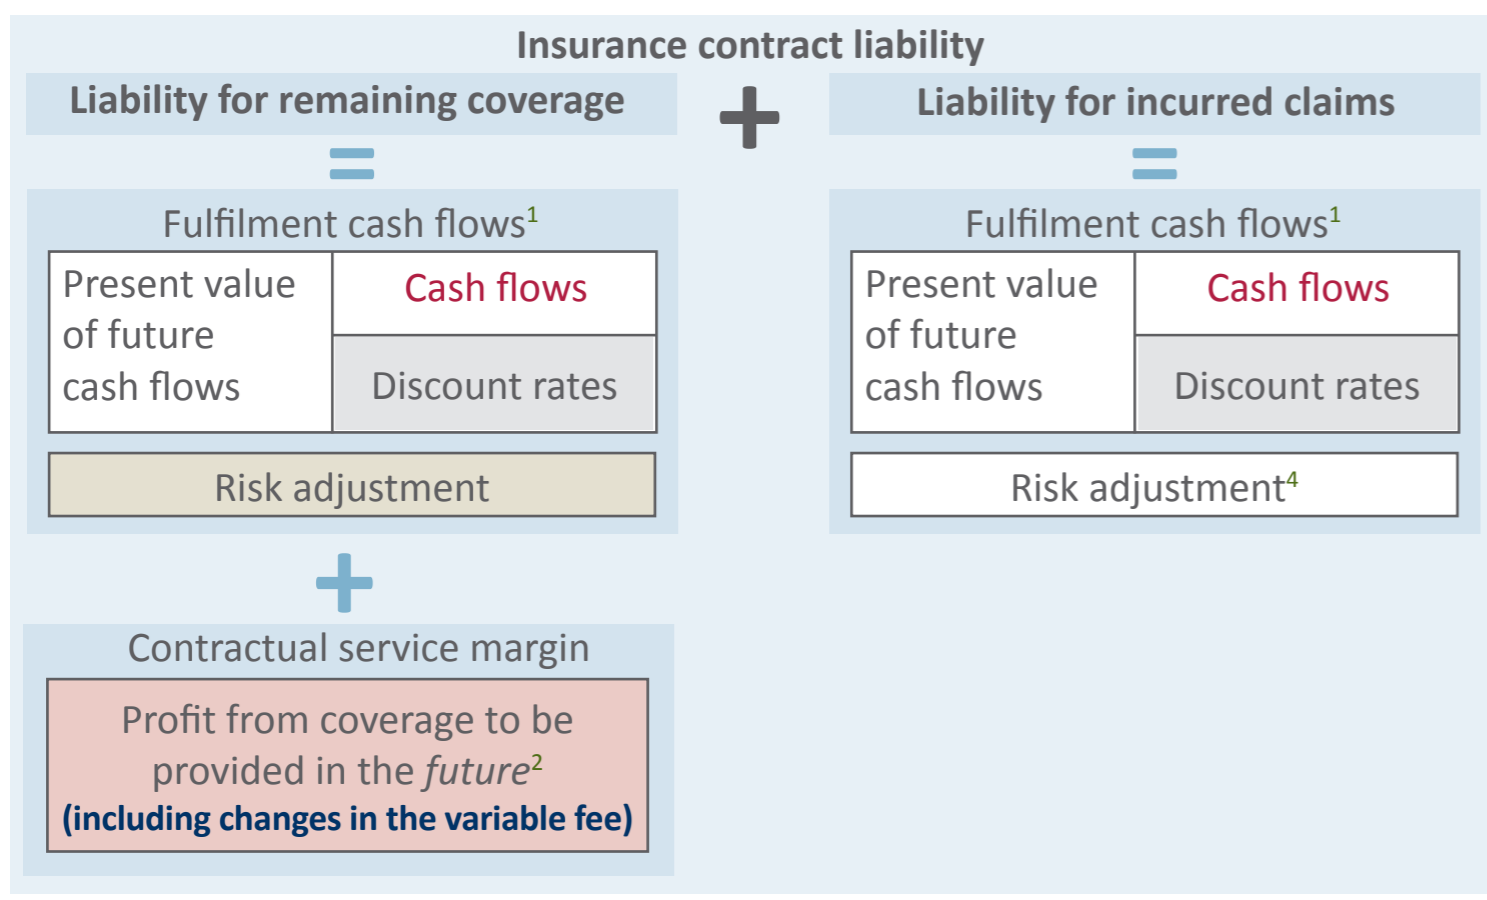 Insurance contract liability
Liability for remaining coverage
+
Liability for incurred claims
=
=
Fulfilment cash flows¹
Present value
of future
cash flows
Cash flows
Discount rates
Risk adjustment
+
Contractual service margin
Profit from coverage to be
provided in the future²
(including changes in the variable fee)
Fulfilment cash flows¹
Present value
of future
cash flows
Cash flows
Discount rates
Risk adjustment⁴